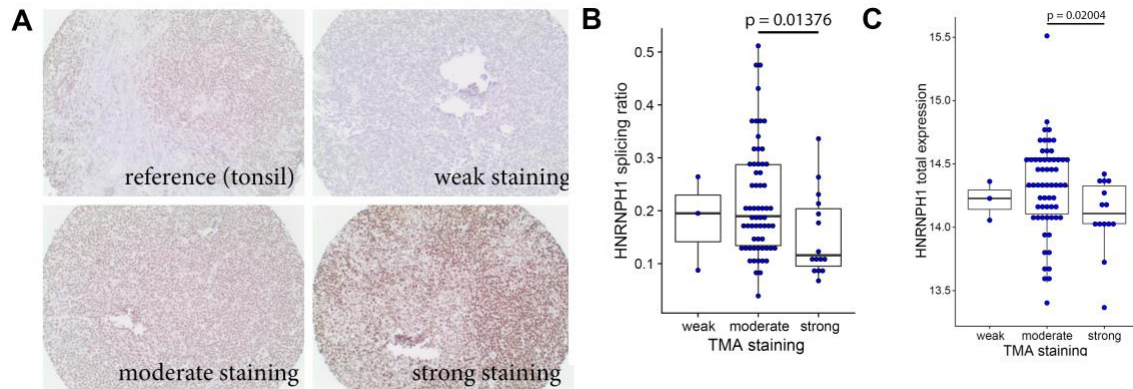 A
reference (tonsil)
weak staining
moderate staining
strong staining
B
p = 0.01376
HNRNPH1 splicing ratio
0.5
0.4
0.3
0.2
0.1
weak
moderate
strong
TMA staining
C
p = 0.02004
HNRNPH1 total expression
15.5
15.0
14.5
14.0
13.5
weak
moderate
strong
TMA staining